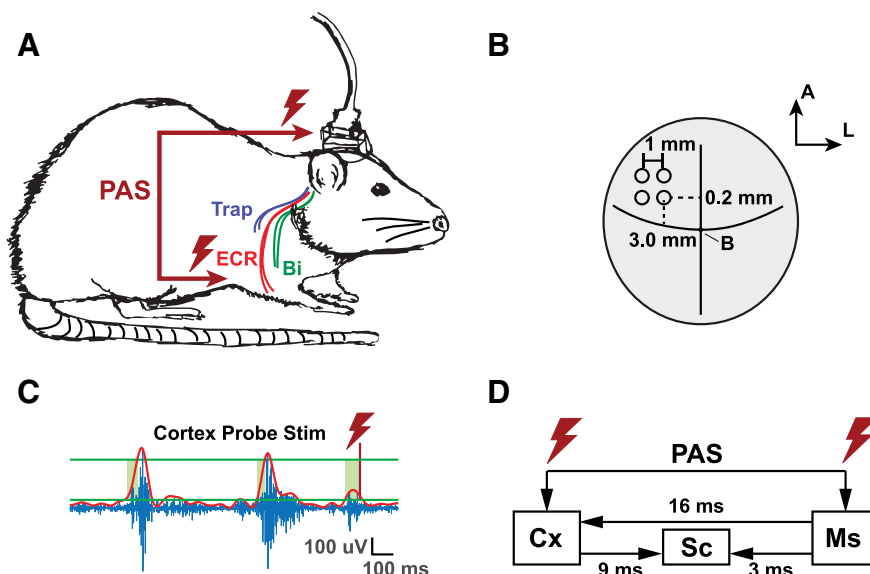 A
PAS
Trap
ECR
Bi
B
A
L
1 mm
0.2 mm
3.0 mm
B
C
Cortex Probe Stim
100 uV
100 ms
D
PAS
16 ms
Cx
Sc
Ms
9 ms
3 ms